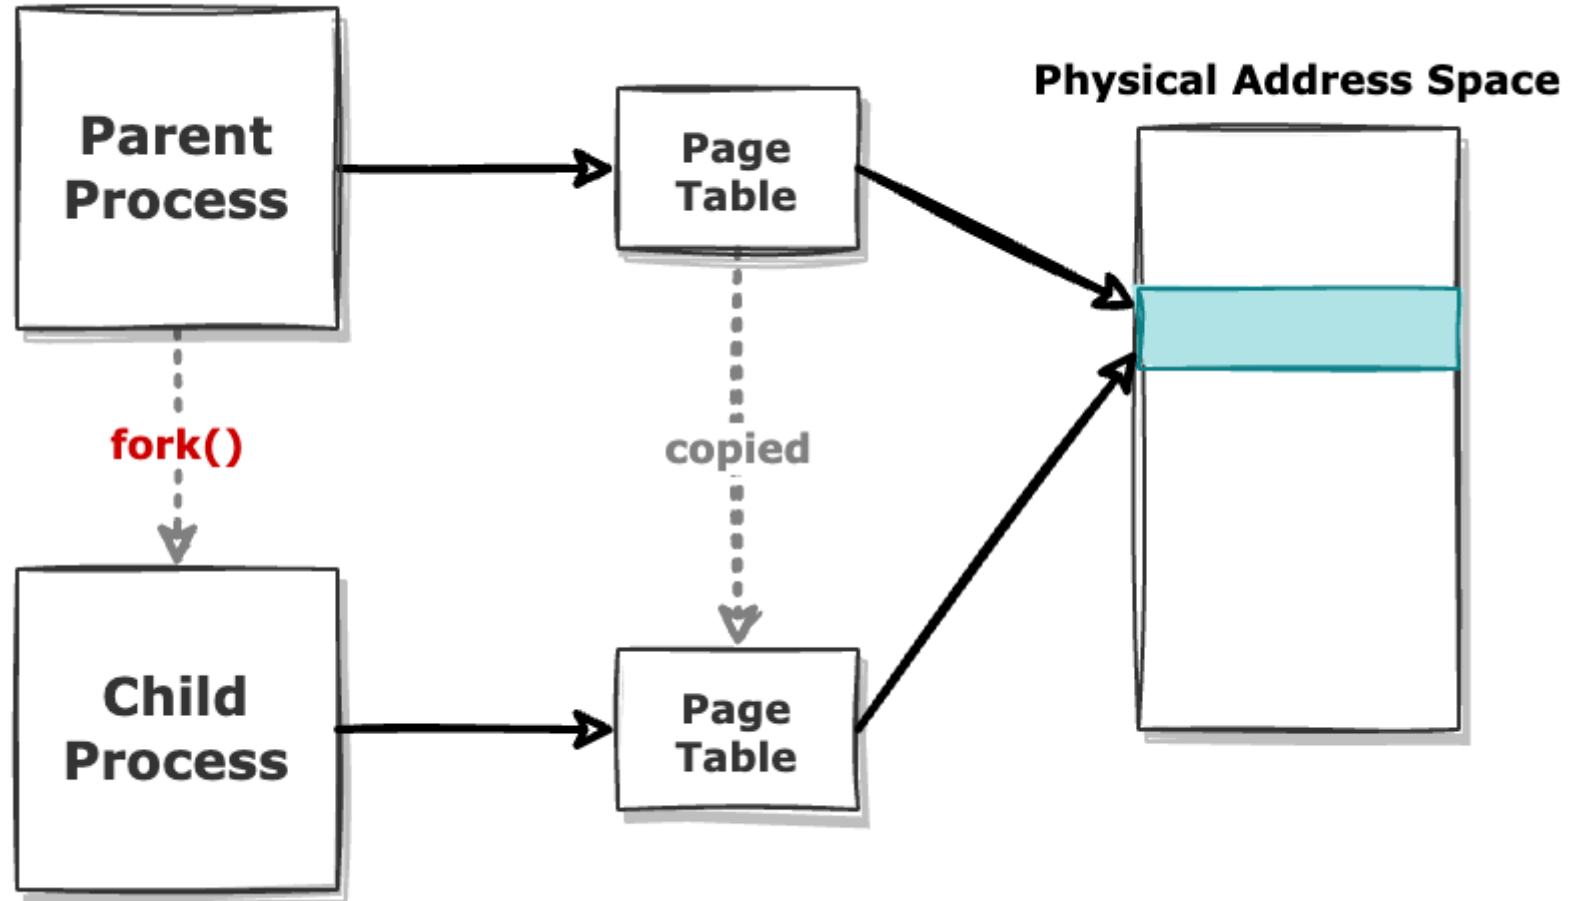 Physical Address Space
Parent
Process
Page
Table
fork()
copied
Child
Process
Page
Table